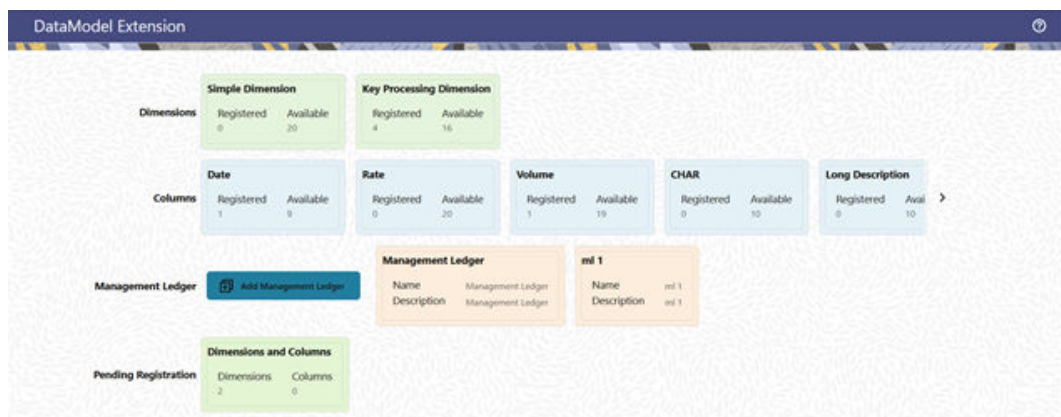 DataModel Extension
Simple Dimension
Key Processing Dimension
Dimensions
Registered Available
0 20
Registered Available
4 16
Date
Rate
Volume
CHAR
Long Description
Columns
Registered Available
1 9
Registered Available
0 20
Registered Available
1 19
Registered Available
0 10
Registered Avai
0 10
Management Ledger
Add Management Ledger
Management Ledger
Name Management Ledger
Description Management Ledger
ml 1
Name ml 1
Description ml 1
Pending Registration
Dimensions and Columns
Dimensions Columns
2 0